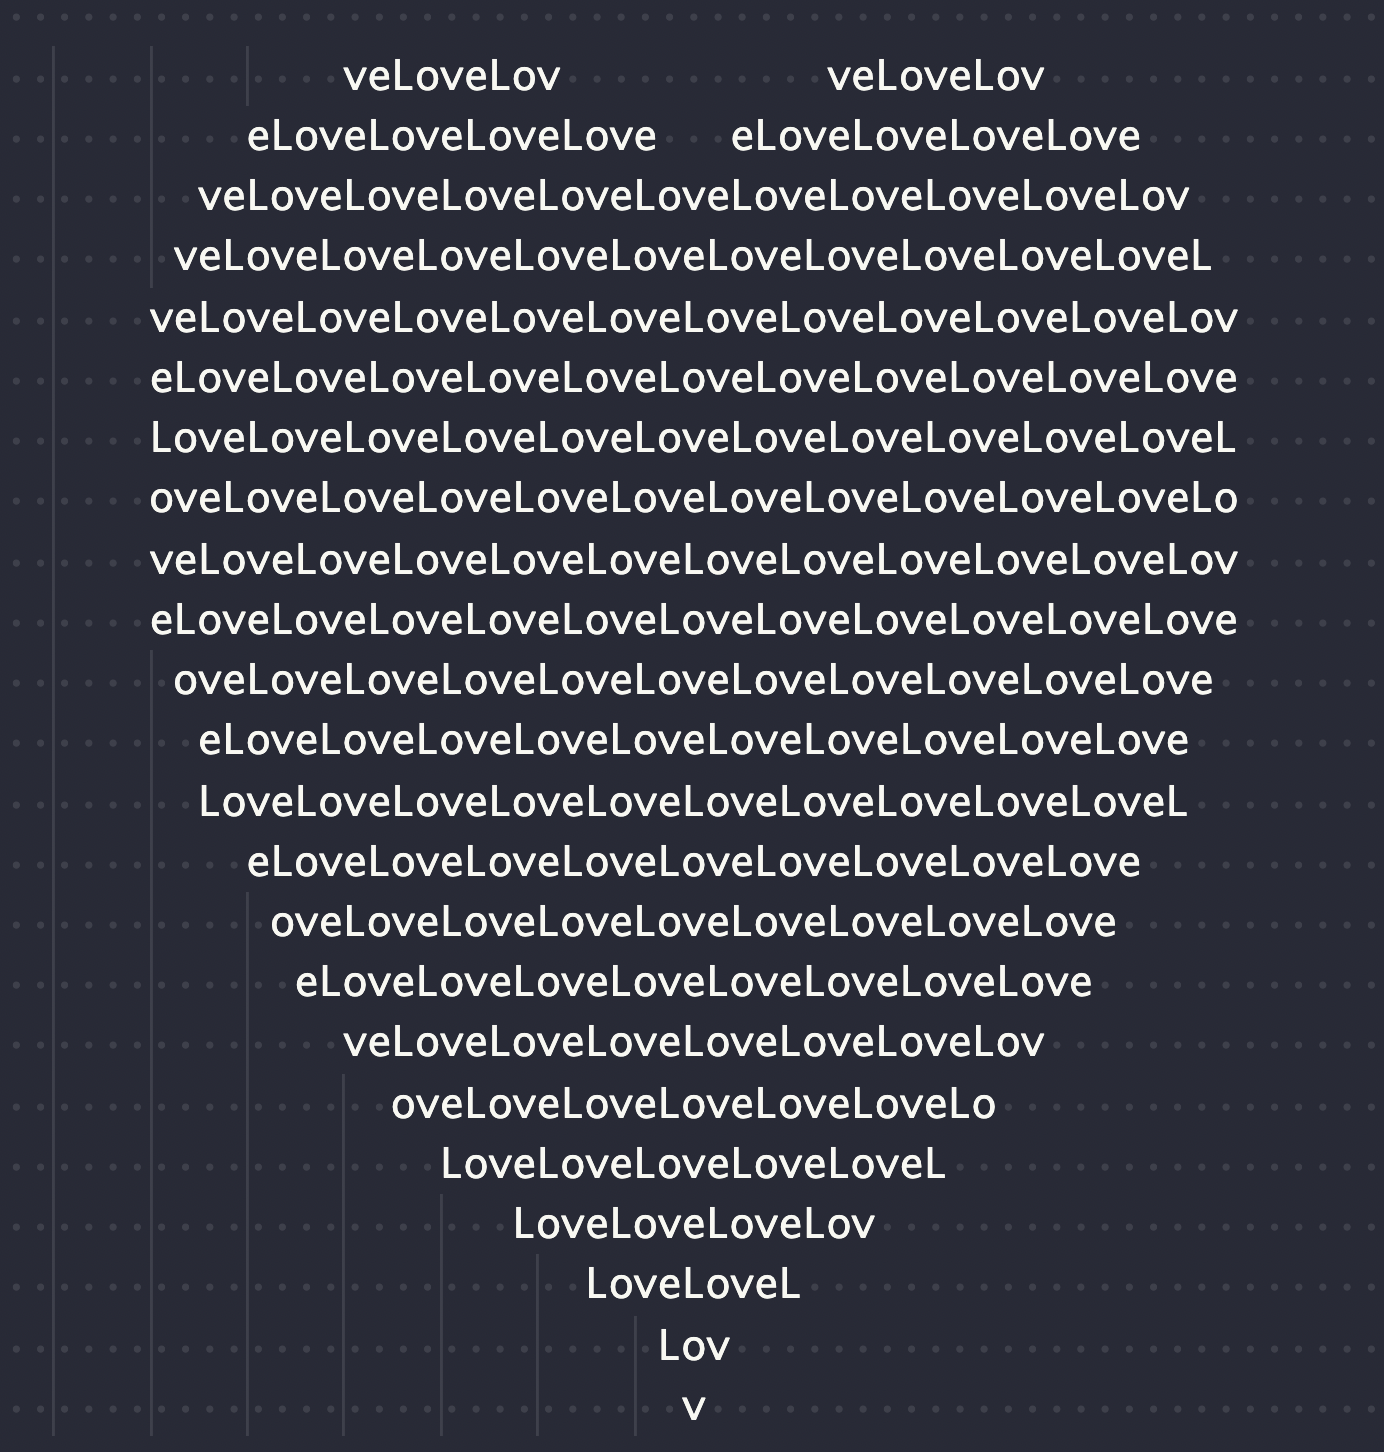 veLoveLov           veLoveLov
eLoveLoveLoveLove   eLoveLoveLoveLove
veLoveLoveLoveLoveLoveLoveLoveLoveLoveLov
veLoveLoveLoveLoveLoveLoveLoveLoveLoveLoveL
veLoveLoveLoveLoveLoveLoveLoveLoveLoveLoveLov
eLoveLoveLoveLoveLoveLoveLoveLoveLoveLoveLove
LoveLoveLoveLoveLoveLoveLoveLoveLoveLoveLoveL
oveLoveLoveLoveLoveLoveLoveLoveLoveLoveLoveLo
veLoveLoveLoveLoveLoveLoveLoveLoveLoveLoveLov
eLoveLoveLoveLoveLoveLoveLoveLoveLoveLoveLove
oveLoveLoveLoveLoveLoveLoveLoveLoveLoveLove
eLoveLoveLoveLoveLoveLoveLoveLoveLoveLove
LoveLoveLoveLoveLoveLoveLoveLoveLoveLoveL
eLoveLoveLoveLoveLoveLoveLoveLoveLove
oveLoveLoveLoveLoveLoveLoveLoveLove
eLoveLoveLoveLoveLoveLoveLoveLove
veLoveLoveLoveLoveLoveLoveLov
oveLoveLoveLoveLoveLoveLo
LoveLoveLoveLoveLoveL
LoveLoveLoveLov
LoveLoveL
Lov
v